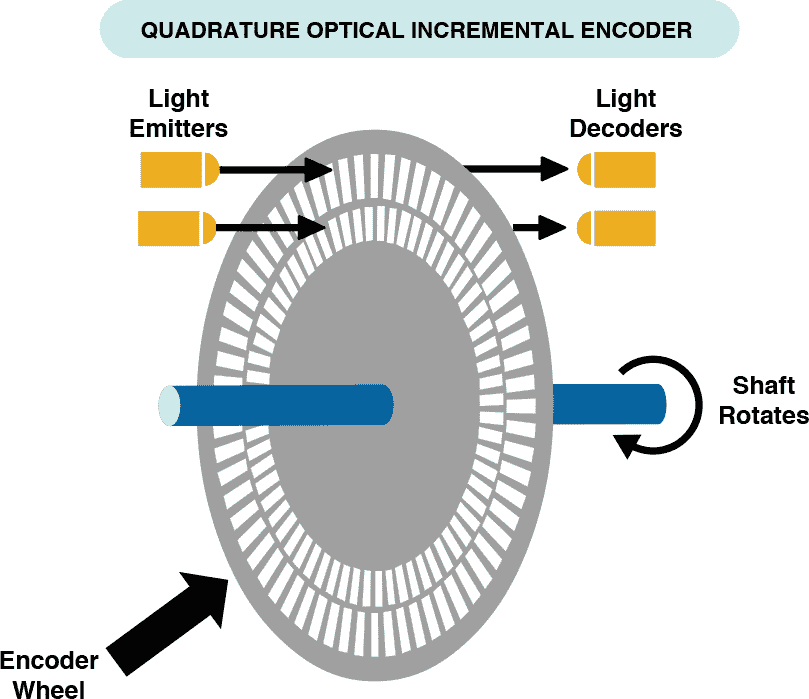 QUADRATURE OPTICAL INCREMENTAL ENCODER
Light
Emitters
Light
Decoders
Shaft
Rotates
Encoder
Wheel